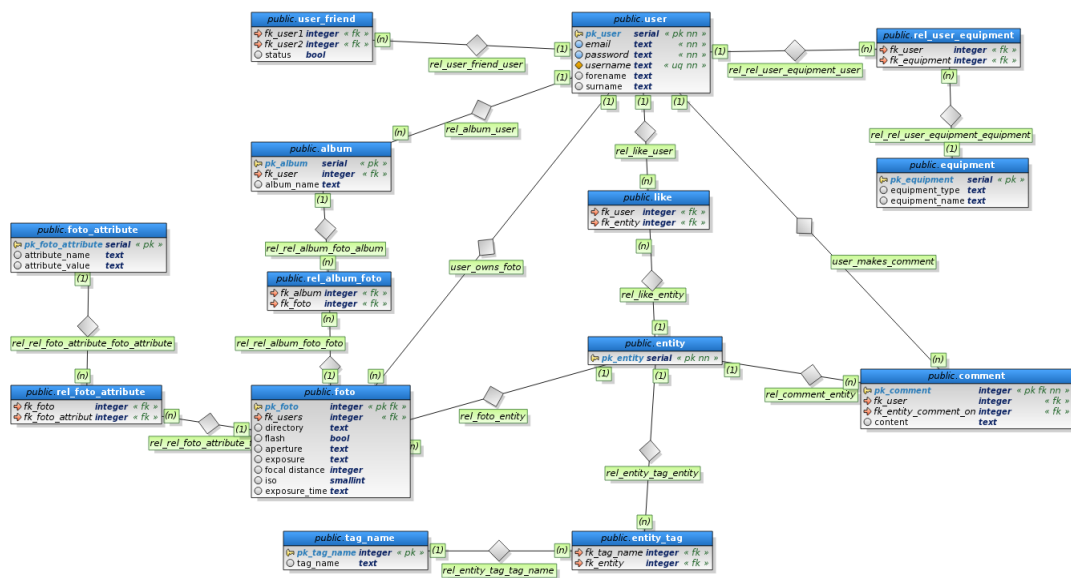 public.user_friend
fk_user1 integer « fk »
fk_user2 integer « fk »
status bool
(n)
rel_user_friend_user
(1)
public.user
pk_user serial « pk nn »
email text « nn »
password text « nn »
username text « uq nn »
forename text
surname text
(1)
rel_rel_user_equipment_user
(n)
public.rel_user_equipment
fk_user integer « fk »
fk_equipment integer « fk »
(n)
rel_rel_user_equipment_equipment
(1)
public.equipment
pk_equipment serial « pk »
equipment_type text
equipment_name text
(1)
rel_album_user
(n)
public.album
pk_album serial « pk »
fk_user integer « fk »
album_name text
(1)
rel_rel_album_foto_album
(n)
public.rel_album_foto
fk_album integer « fk »
fk_foto integer « fk »
(n)
rel_rel_album_foto_foto
(1)
(1)
user_owns_foto
(n)
(1)
rel_like_user
(n)
public.like
fk_user integer « fk »
fk_entity integer « fk »
(n)
rel_like_entity
(1)
(1)
user_makes_comment
(n)
public.foto_attribute
pk_foto_attribute serial « pk »
attribute_name text
attribute_value text
(1)
rel_rel_foto_attribute_foto_attribute
(n)
public.rel_foto_attribute
fk_foto integer « fk »
fk_foto_attribut integer « fk »
(n)
rel_rel_foto_attribute_f
(1)
public.foto
pk_foto integer « pk fk »
fk_users integer « fk »
directory text
flash bool
aperture text
exposure text
focal distance integer
iso smallint
exposure_time text
n)
rel_foto_entity
(1)
public.entity
pk_entity serial « pk nn »
(1)
rel_comment_entity
(n)
public.comment
pk_comment integer « pk fk nn »
fk_user integer « fk »
fk_entity_comment_on integer « fk »
content text
(1)
rel_entity_tag_entity
(n)
public.tag_name
pk_tag_name integer « pk »
tag_name text
(1)
rel_entity_tag_tag_name
(n)
public.entity_tag
fk_tag_name integer « fk »
fk_entity integer « fk »